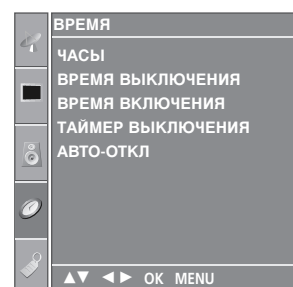 ВРЕМЯ
ЧАСЫ
ВРЕМЯ ВЫКЛЮЧЕНИЯ
ВРЕМЯ ВКЛЮЧЕНИЯ
ТАЙМЕР ВЫКЛЮЧЕНИЯ
АВТО-ОТКЛ
▲▼ ◄► OK MENU